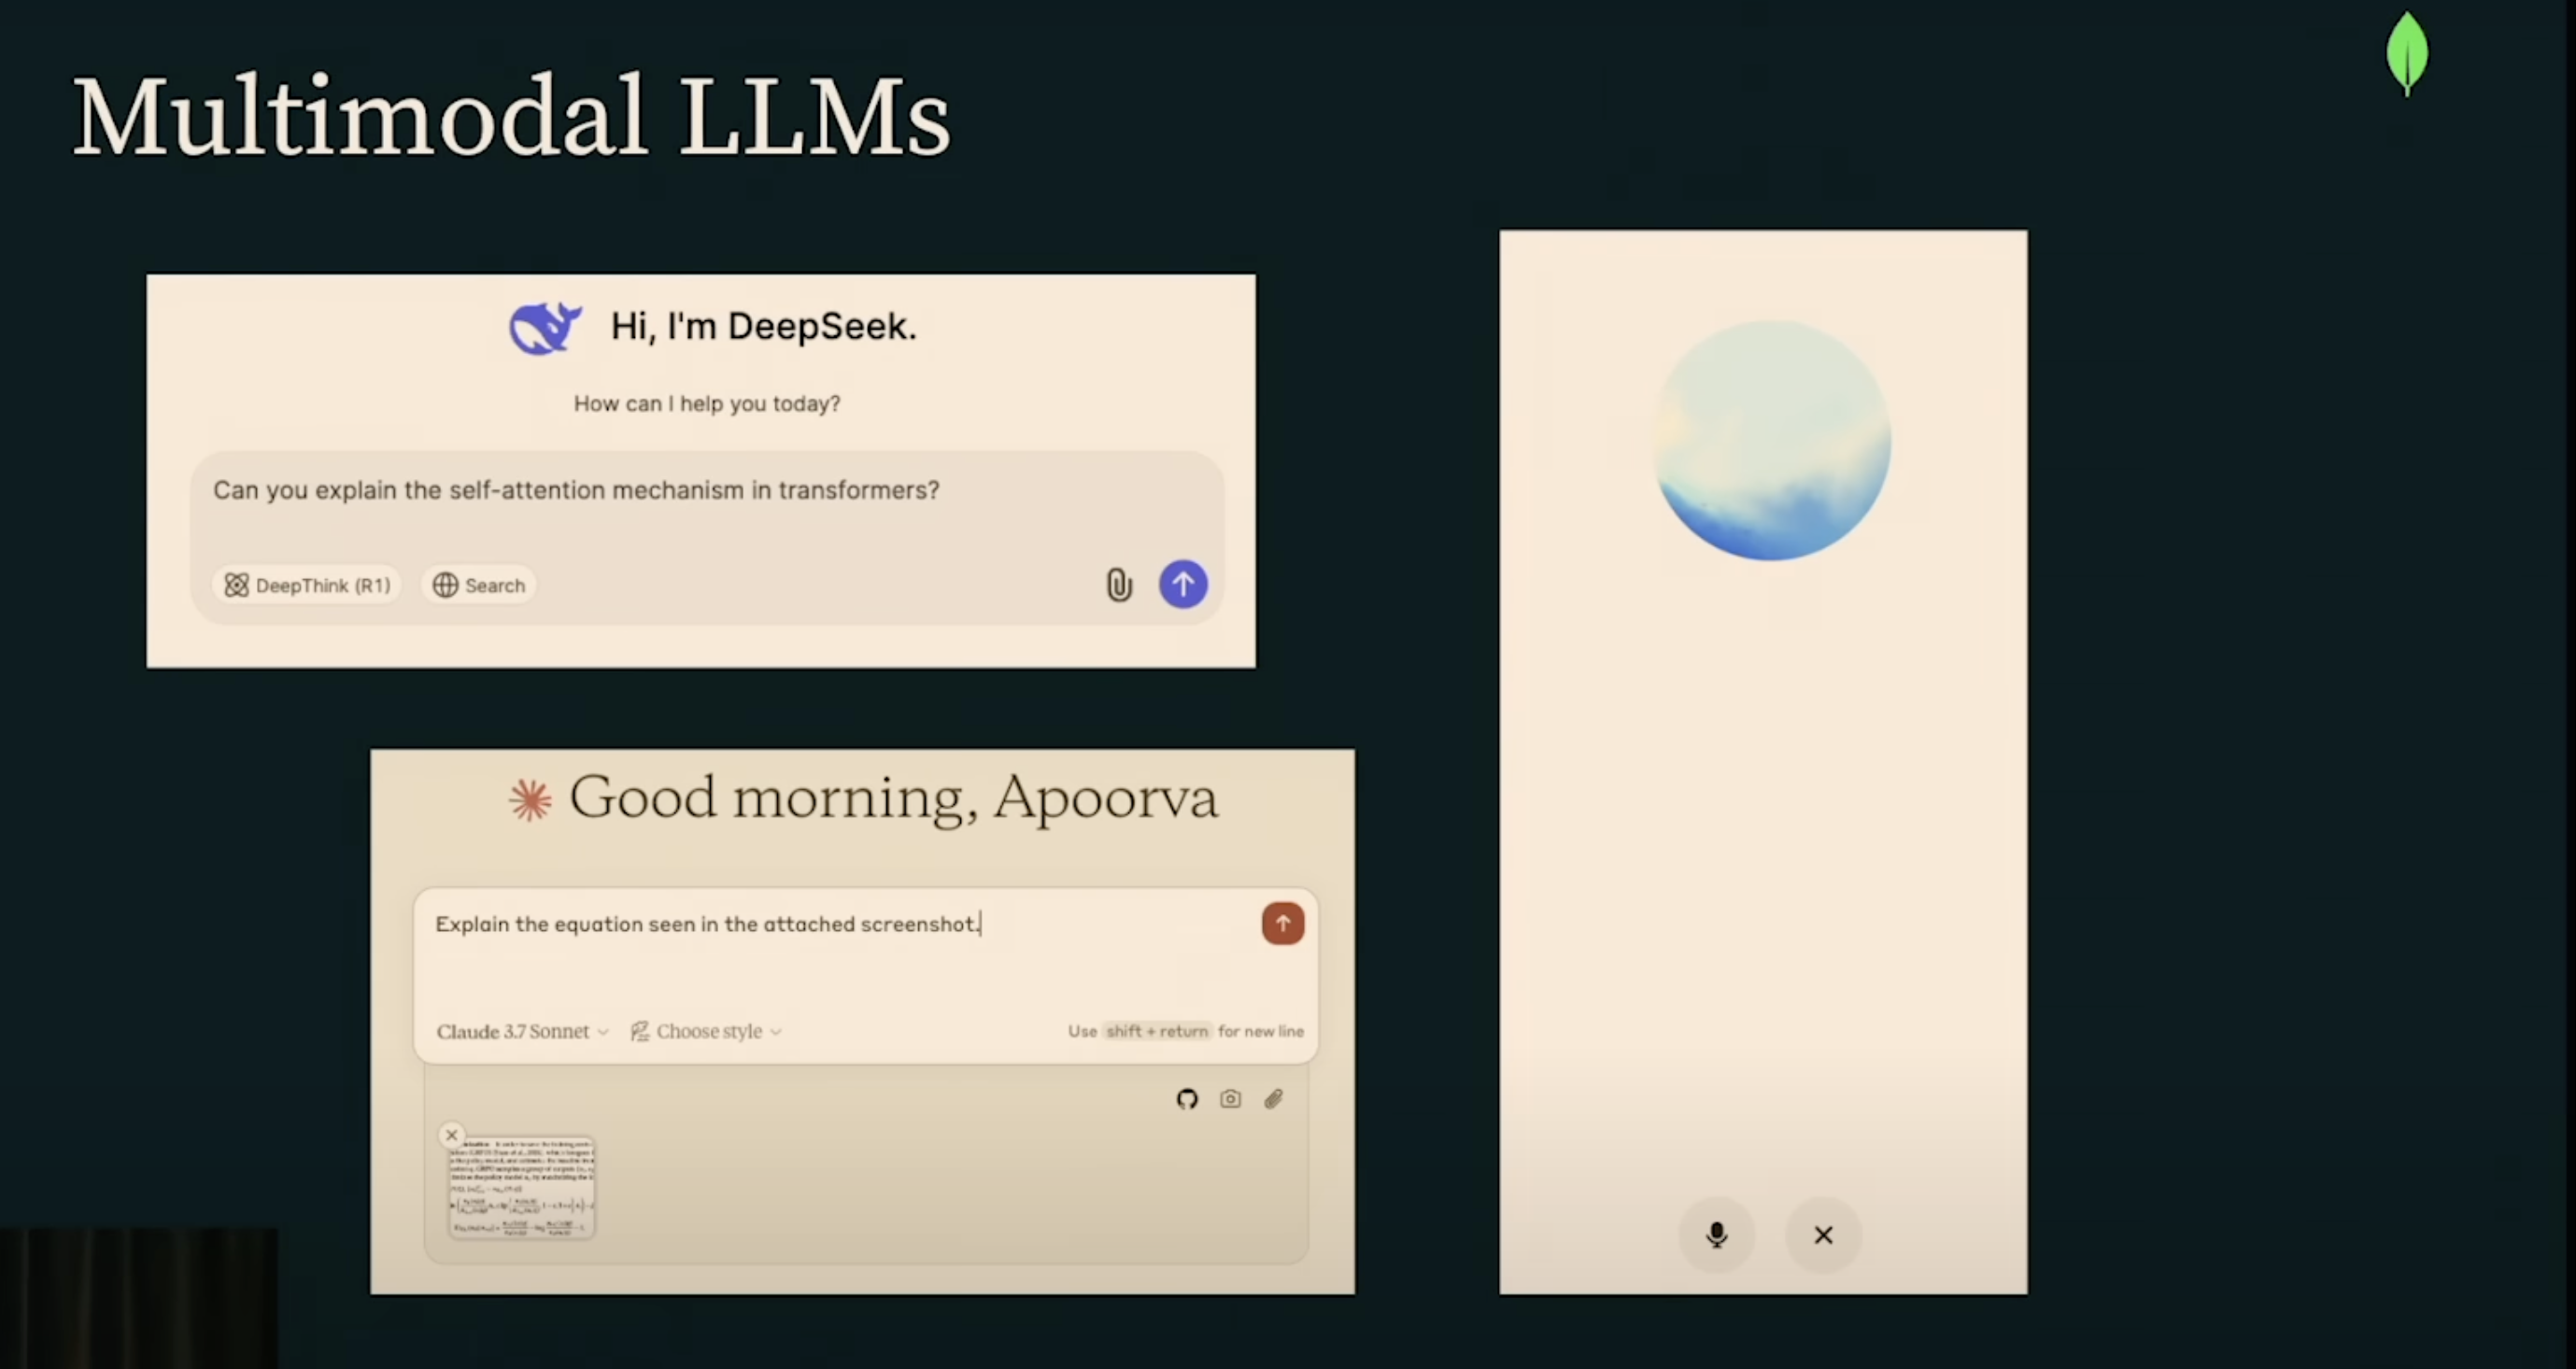 Multimodal LLMs
Hi, I'm DeepSeek.
How can I help you today?
Can you explain the self-attention mechanism in transformers?
DeepThink (R1)
Search
Good morning, Apoorva
Explain the equation seen in the attached screenshot.
Claude 3.7 Sonnet
Choose style
Use shift + return for new line